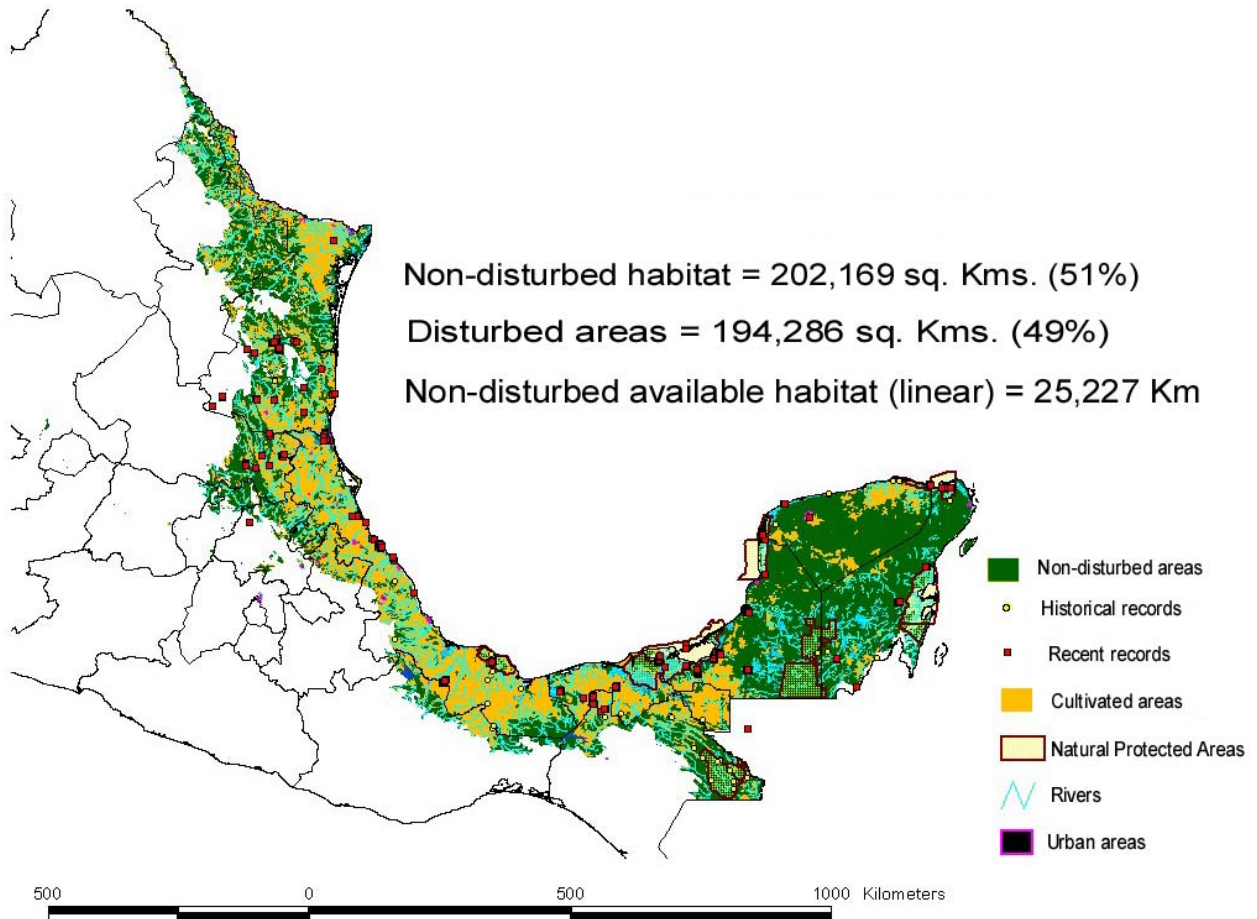 Non-disturbed habitat = 202,169 sq. Kms. (51%)
Disturbed areas = 194,286 sq. Kms. (49%)
Non-disturbed available habitat (linear) = 25,227 Km
Non-disturbed areas
Historical records
Recent records
Cultivated areas
Natural Protected Areas
Rivers
Urban areas
500 0 500 1000 Kilometers